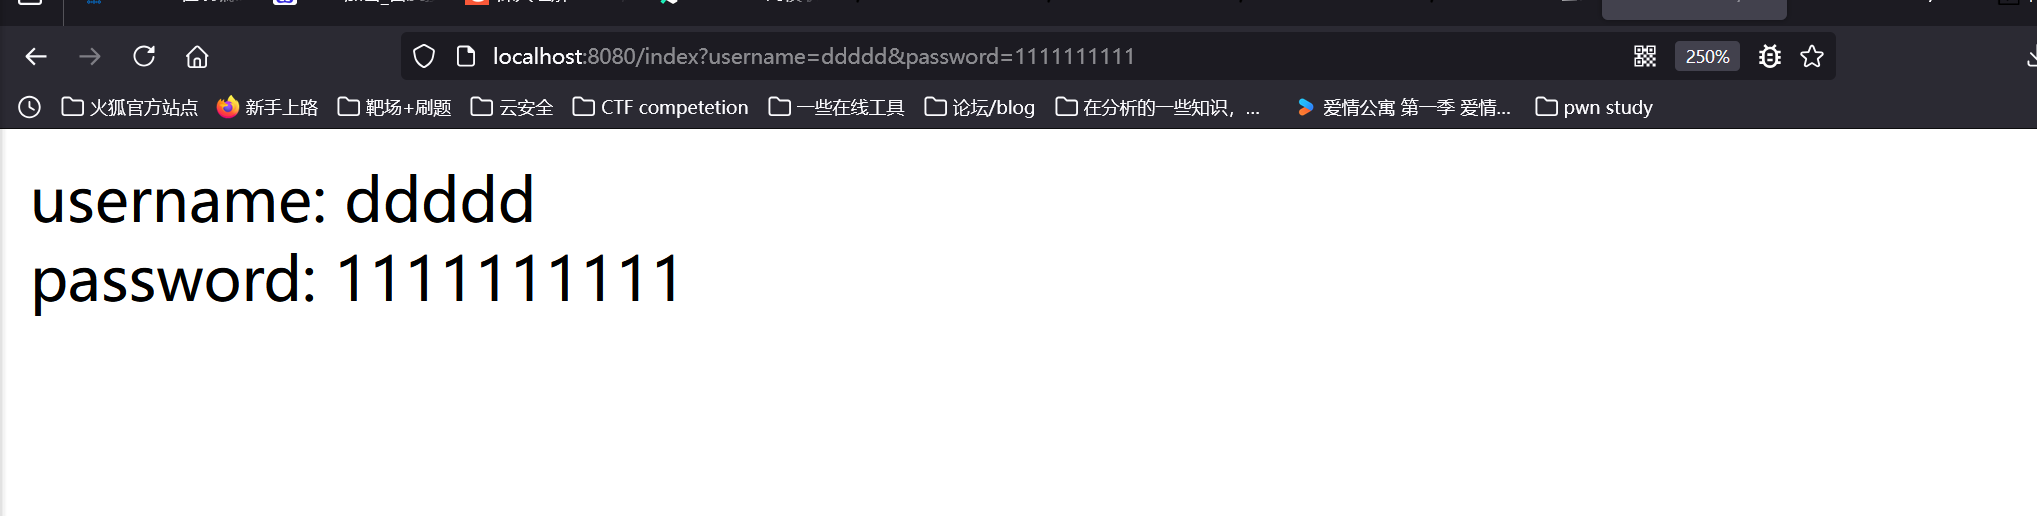 localhost:8080/index?username=ddddd&password=1111111111
250%
火狐官方站点 新手上路 靶场+刷题 云安全 CTF competetion 一些在线工具 论坛/blog 在分析的一些知识，... 爱情公寓 第一季 爱情... pwn study
username: ddddd
password: 1111111111